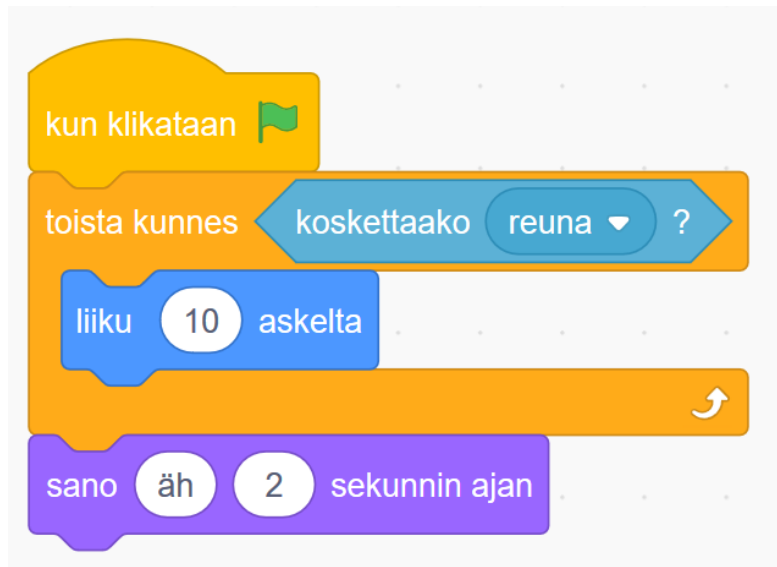 kun klikataan
toista kunnes koskettaako reuna ?
liiku 10 askelta
sano äh 2 sekunnin ajan